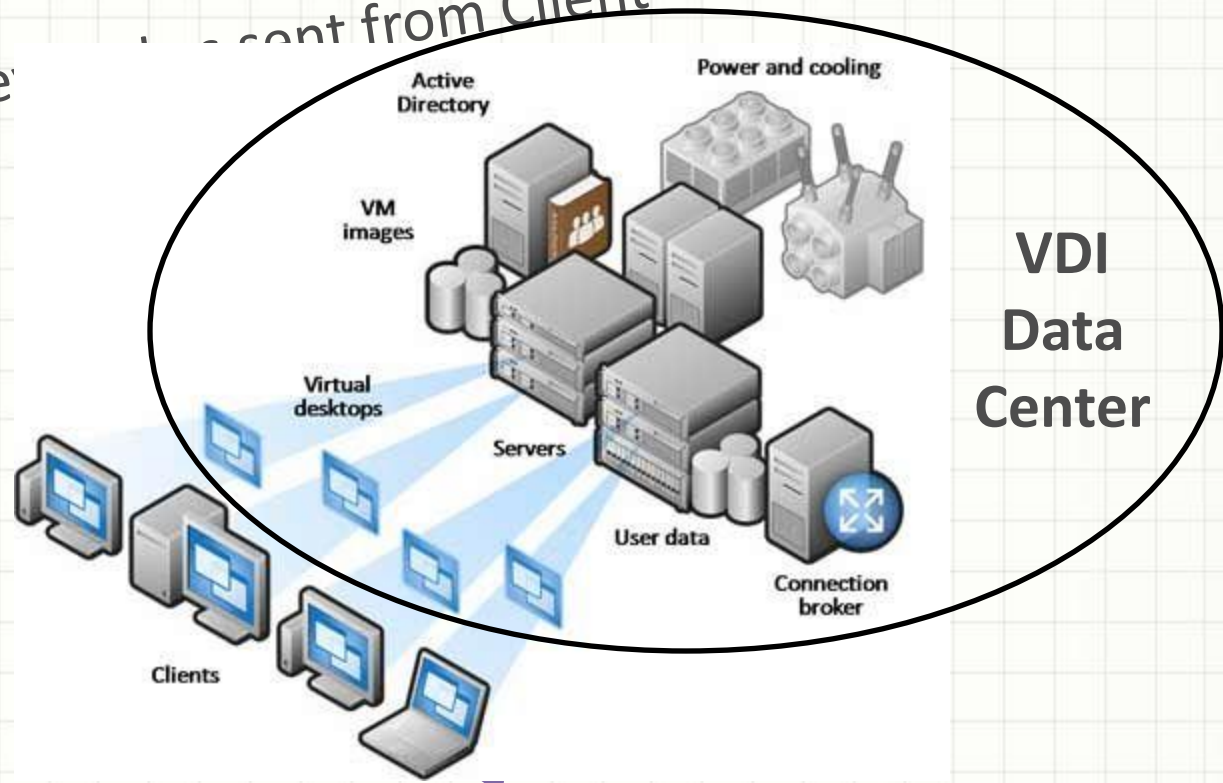 sent from Client
Active
Directory
Power and cooling
VM
images
VDI
Data
Center
Virtual
desktops
Servers
User data
Connection
broker
Clients